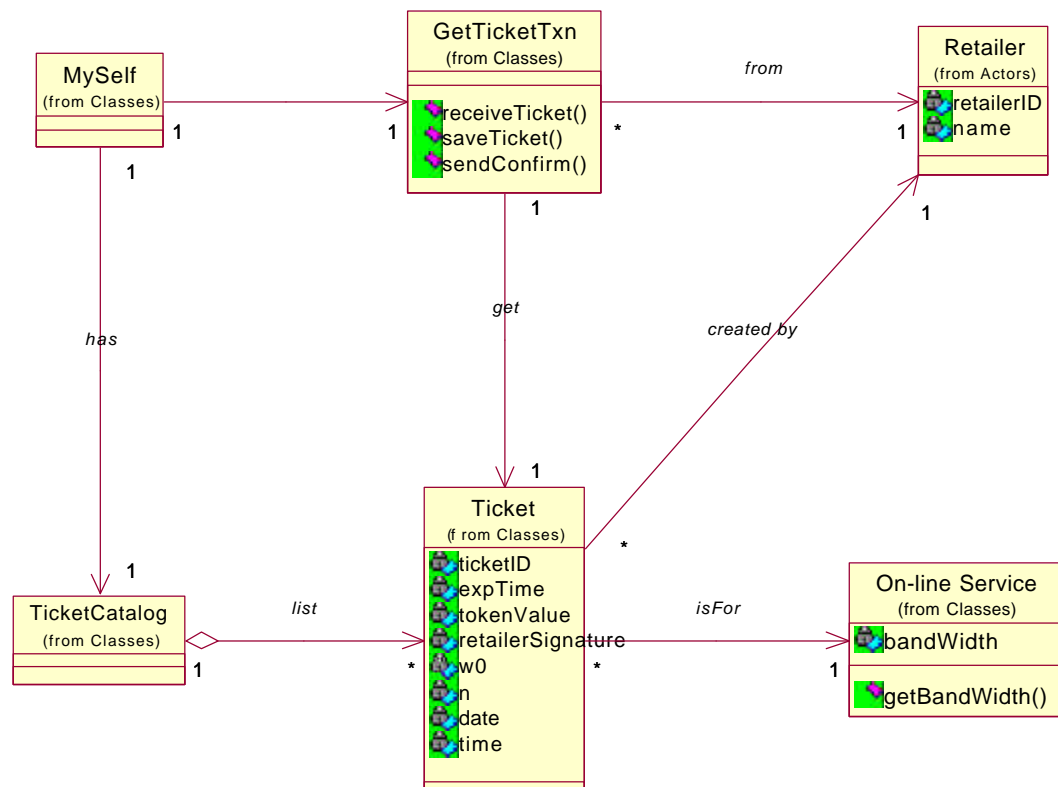 GetTicketTxn
(from Classes)
receiveTicket()
saveTicket()
sendConfirm()
MySelf
(from Classes)
Retailer
(from Actors)
retailerID
name
from
1
1
*
1
1
1
1
get
has
created by
1
1
*
Ticket
(f rom Classes)
ticketID
expTime
tokenValue
retailerSignature
w0
n
date
time
TicketCatalog
(from Classes)
list
1
*
isFor
*
1
On-line Service
(from Classes)
bandWidth
getBandWidth()